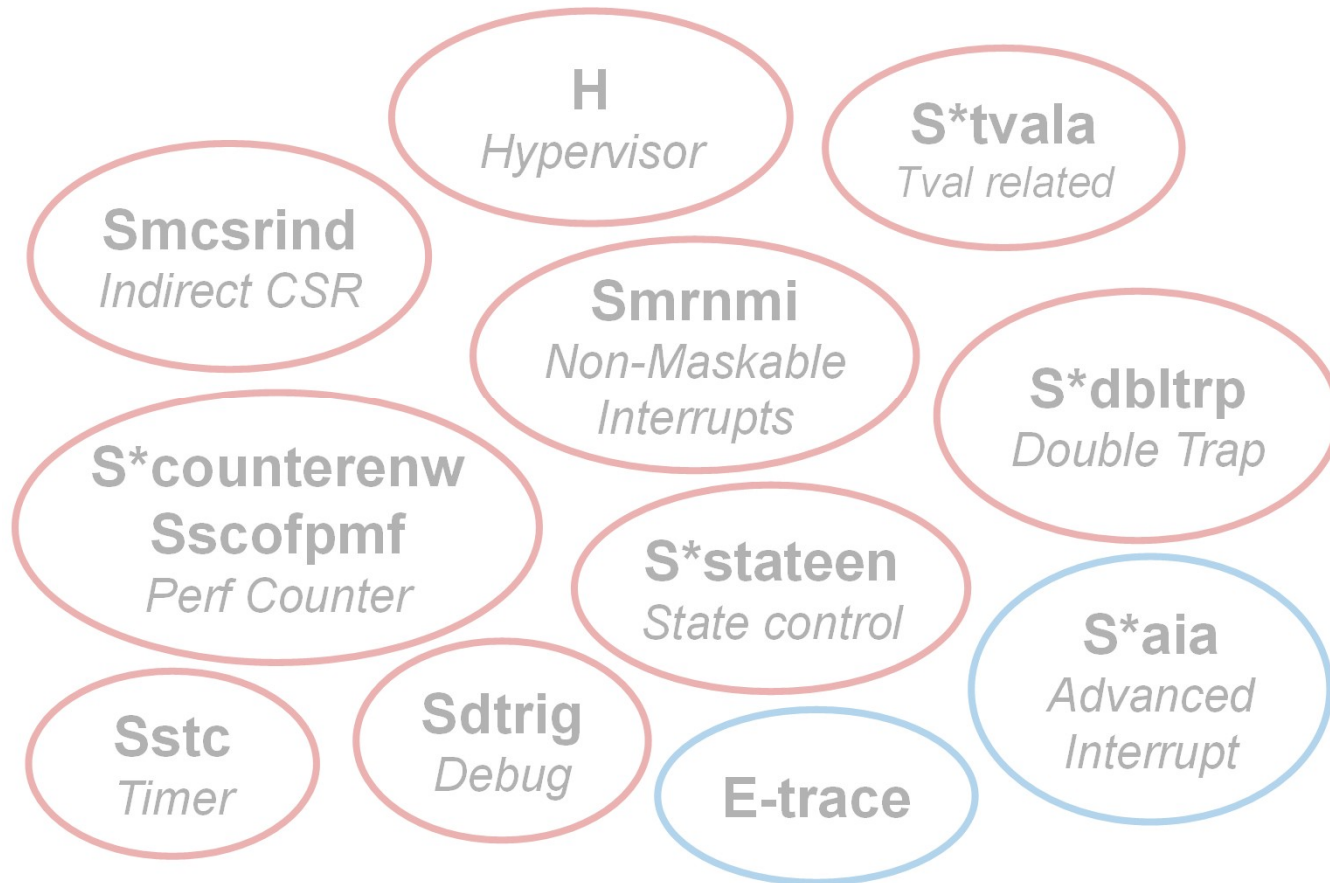 H
Hypervisor
S*tvala
Tval related
Smcsrind
Indirect CSR
Smrnmi
Non-Maskable
Interrupts
S*dbltrp
Double Trap
S*counterenw
Sscofpmf
Perf Counter
S*stateen
State control
S*aia
Advanced
Interrupt
Sstc
Timer
Sdtrig
Debug
E-trace